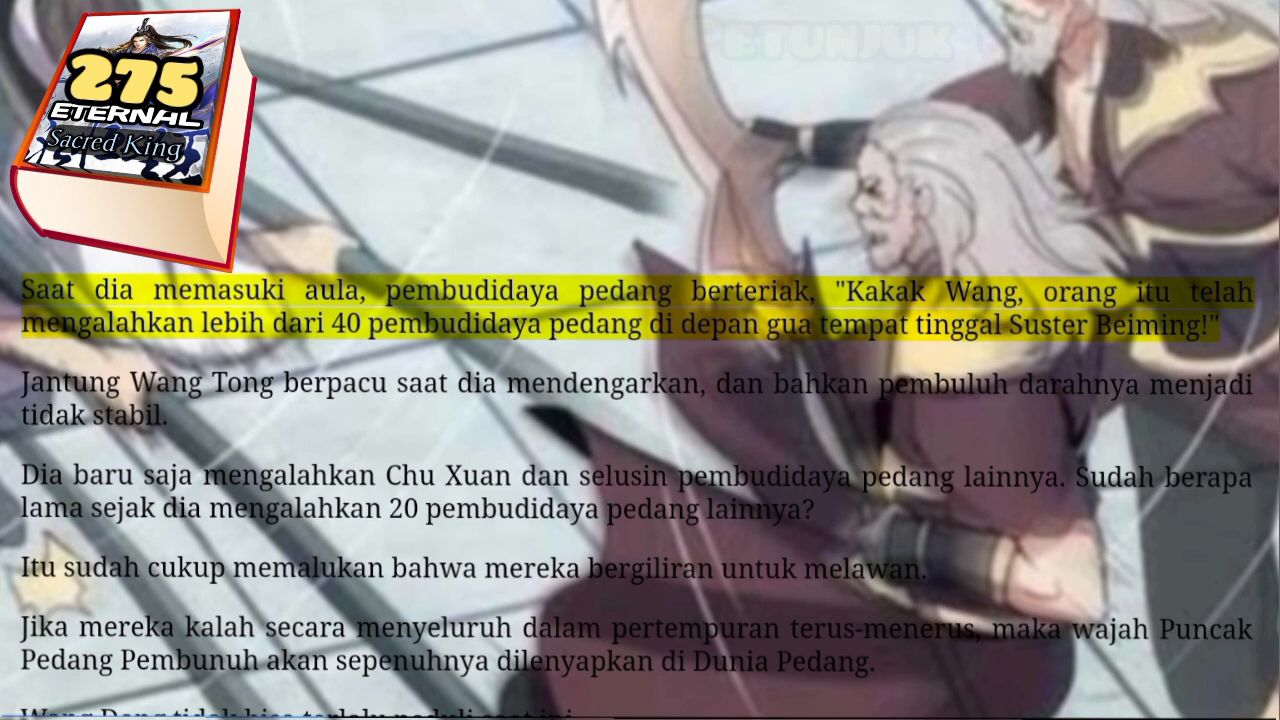 275
ETERNAL
Sacred King
Saat dia memasuki aula, pembudidaya pedang berteriak, "Kakak Wang, orang itu telah
mengalahkan lebih dari 40 pembudidaya pedang di depan gua tempat tinggal Suster Beiming!"
Jantung Wang Tong berpacu saat dia mendengarkan, dan bahkan pembuluh darahnya menjadi
tidak stabil.
Dia baru saja mengalahkan Chu Xuan dan selusin pembudidaya pedang lainnya. Sudah berapa
lama sejak dia mengalahkan 20 pembudidaya pedang lainnya?
Itu sudah cukup memalukan bahwa mereka bergiliran untuk melawan.
Jika mereka kalah secara menyeluruh dalam pertempuran terus-menerus, maka wajah Puncak
Pedang Pembunuh akan sepenuhnya dilenyapkan di Dunia Pedang.